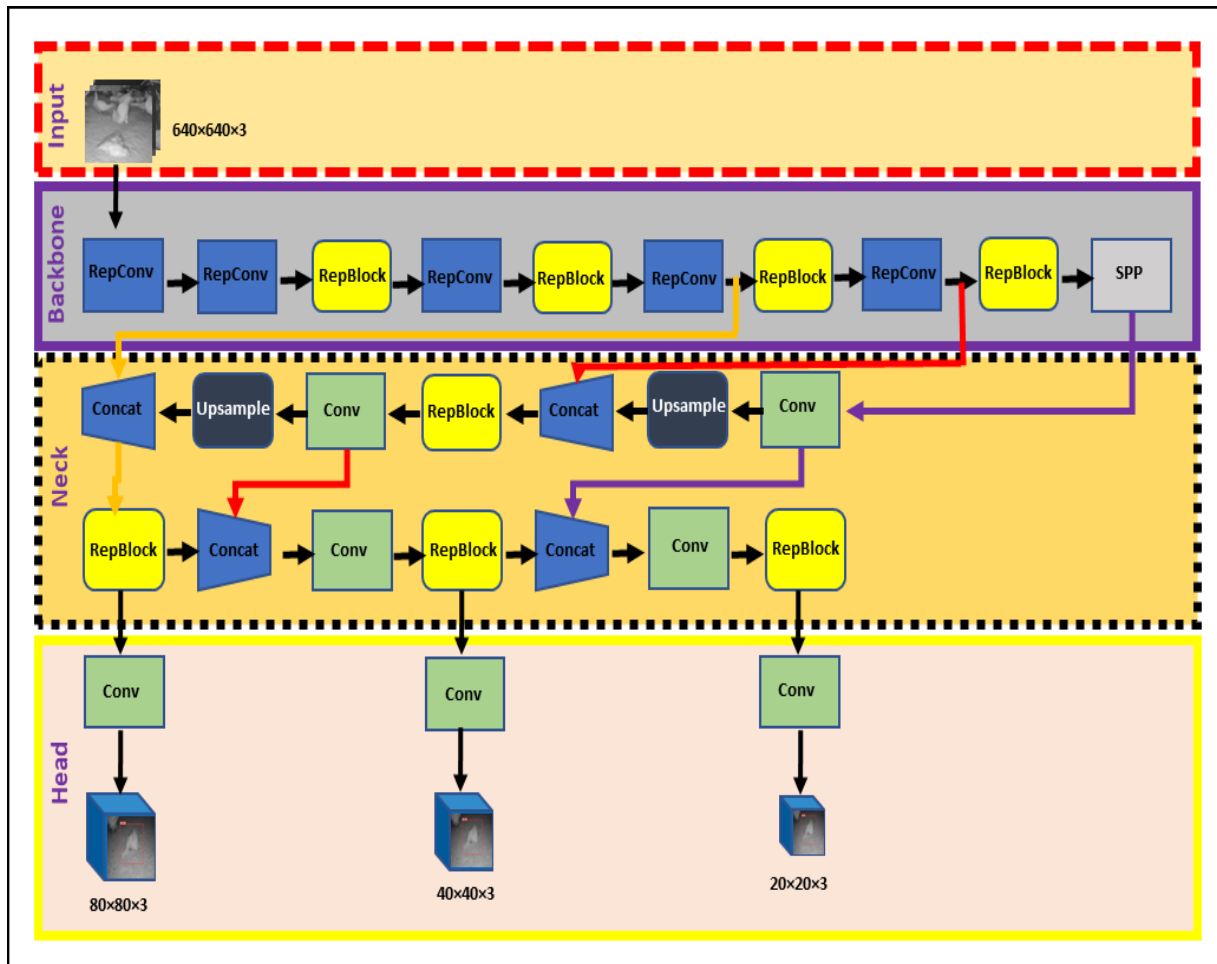 Input
640×640×3
Backbone
RepConv
RepConv
RepBlock
RepConv
RepBlock
RepConv
RepBlock
RepConv
RepBlock
SPP
Neck
Concat
Upsample
Conv
RepBlock
Concat
Upsample
Conv
RepBlock
Concat
Conv
RepBlock
Concat
Conv
RepBlock
Head
Conv
Conv
Conv
80×80×3
40×40×3
20×20×3